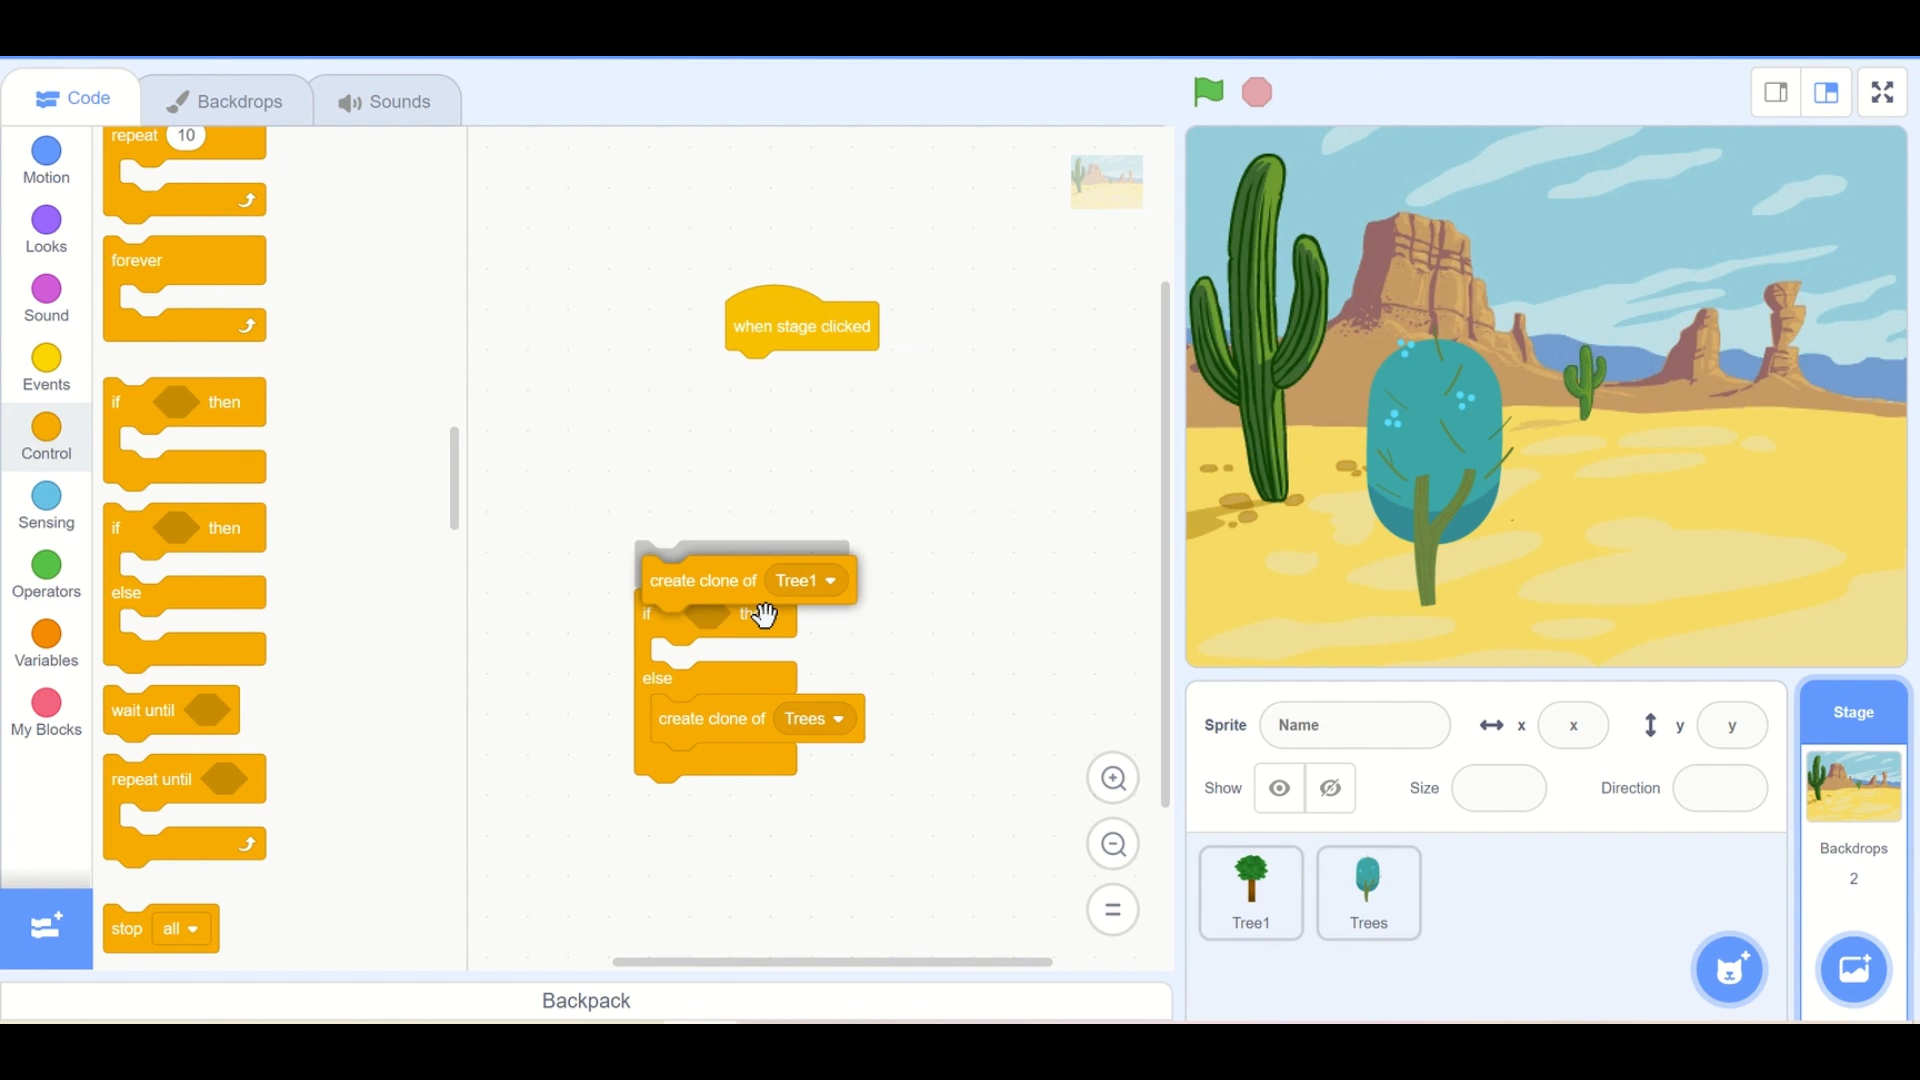 Code
Backdrops
Sounds
Motion
Looks
Sound
Events
Control
Sensing
Operators
Variables
My Blocks
repeat 10
forever
if then
if then
else
wait until
repeat until
stop all
when stage clicked
create clone of Tree1
if th
else
create clone of Trees
Backpack
Sprite Name x x y y
Show Size Direction
Tree1
Trees
Stage
Backdrops
2